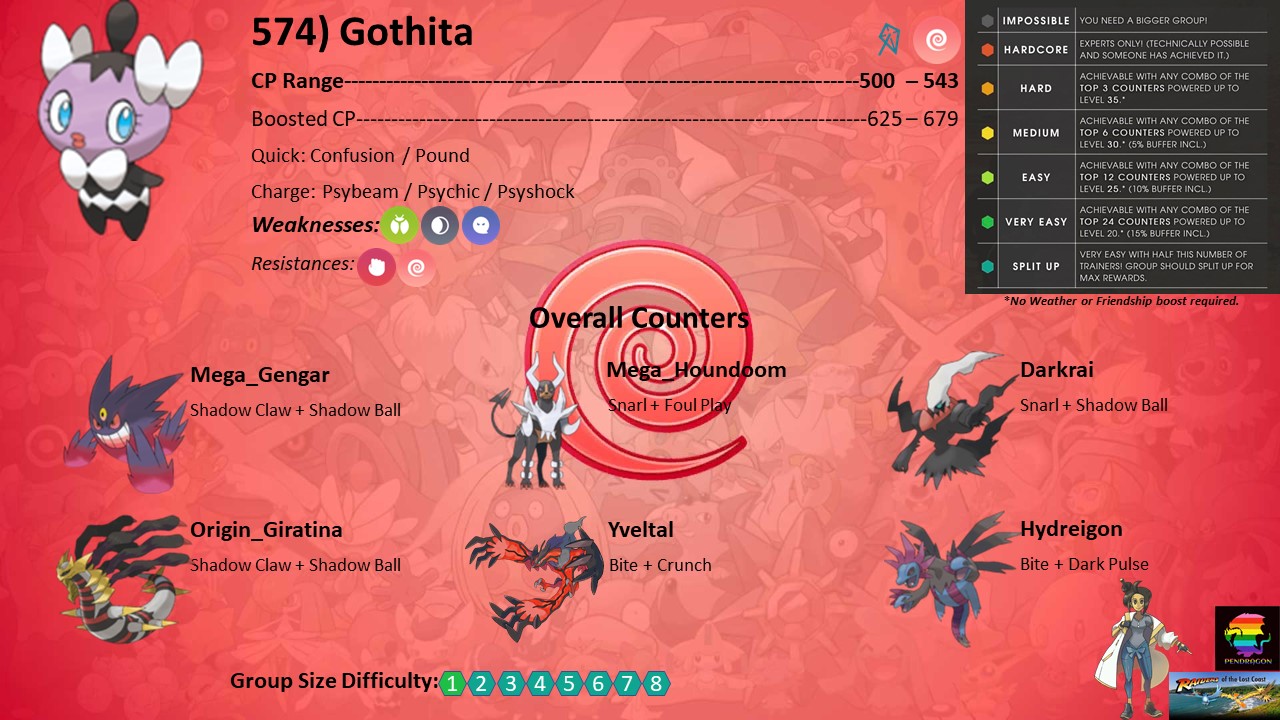 574) Gothita
CP Range------------------------------------------------------------------------500 – 543
Boosted CP-----------------------------------------------------------------------625 – 679
Quick: Confusion / Pound
Charge: Psybeam / Psychic / Psyshock
Weaknesses:
Resistances:
IMPOSSIBLE YOU NEED A BIGGER GROUP!
HARDCORE EXPERTS ONLY! (TECHNICALLY POSSIBLE
AND SOMEONE HAS ACHIEVED IT.)
HARD ACHIEVABLE WITH ANY COMBO OF THE
TOP 3 COUNTERS POWERED UP TO
LEVEL 35.*
MEDIUM ACHIEVABLE WITH ANY COMBO OF THE
TOP 6 COUNTERS POWERED UP TO
LEVEL 30.* (5% BUFFER INCL.)
EASY ACHIEVABLE WITH ANY COMBO OF THE
TOP 12 COUNTERS POWERED UP TO
LEVEL 25.* (10% BUFFER INCL.)
VERY EASY ACHIEVABLE WITH ANY COMBO OF THE
TOP 24 COUNTERS POWERED UP TO
LEVEL 20.* (15% BUFFER INCL.)
SPLIT UP VERY EASY WITH HALF THIS NUMBER OF
TRAINERS! GROUP SHOULD SPLIT UP FOR
MAX REWARDS.
*No Weather or Friendship boost required.
Overall Counters
Mega_Gengar
Shadow Claw + Shadow Ball
Mega_Houndoom
Snarl + Foul Play
Darkrai
Snarl + Shadow Ball
Origin_Giratina
Shadow Claw + Shadow Ball
Yveltal
Bite + Crunch
Hydreigon
Bite + Dark Pulse
Group Size Difficulty: 1 2 3 4 5 6 7 8
PENDRAGON
RAIDERS of the Lost Coast